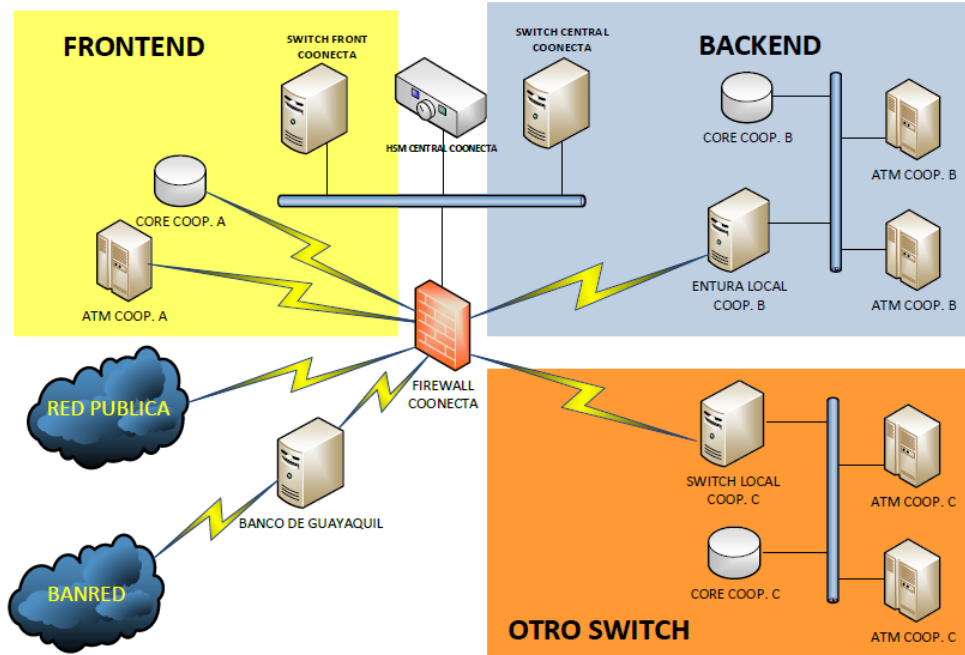 FRONTEND
SWITCH FRONT
COONECTA
SWITCH CENTRAL
COONECTA
BACKEND
HSM CENTRAL COONECTA
CORE COOP. B
ATM COOP. B
CORE COOP. A
ATM COOP. A
ENTURA LOCAL
COOP. B
ATM COOP. B
FIREWALL
COONECTA
RED PUBLICA
BANCO DE GUAYAQUIL
BANRED
SWITCH LOCAL
COOP. C
ATM COOP. C
CORE COOP. C
ATM COOP. C
OTRO SWITCH